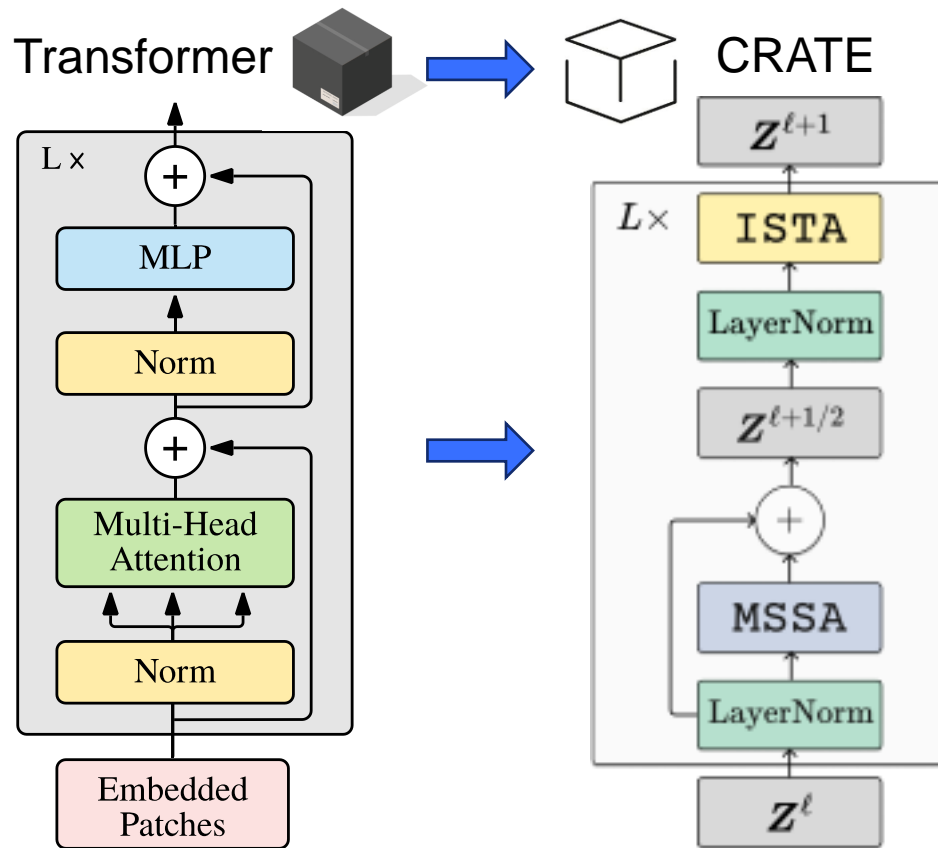 Transformer
L ×
+
MLP
Norm
+
Multi-Head
Attention
Norm
Embedded
Patches
CRATE
Z^{ℓ+1}
L×
ISTA
LayerNorm
Z^{ℓ+1/2}
+
MSSA
LayerNorm
Z^ℓ